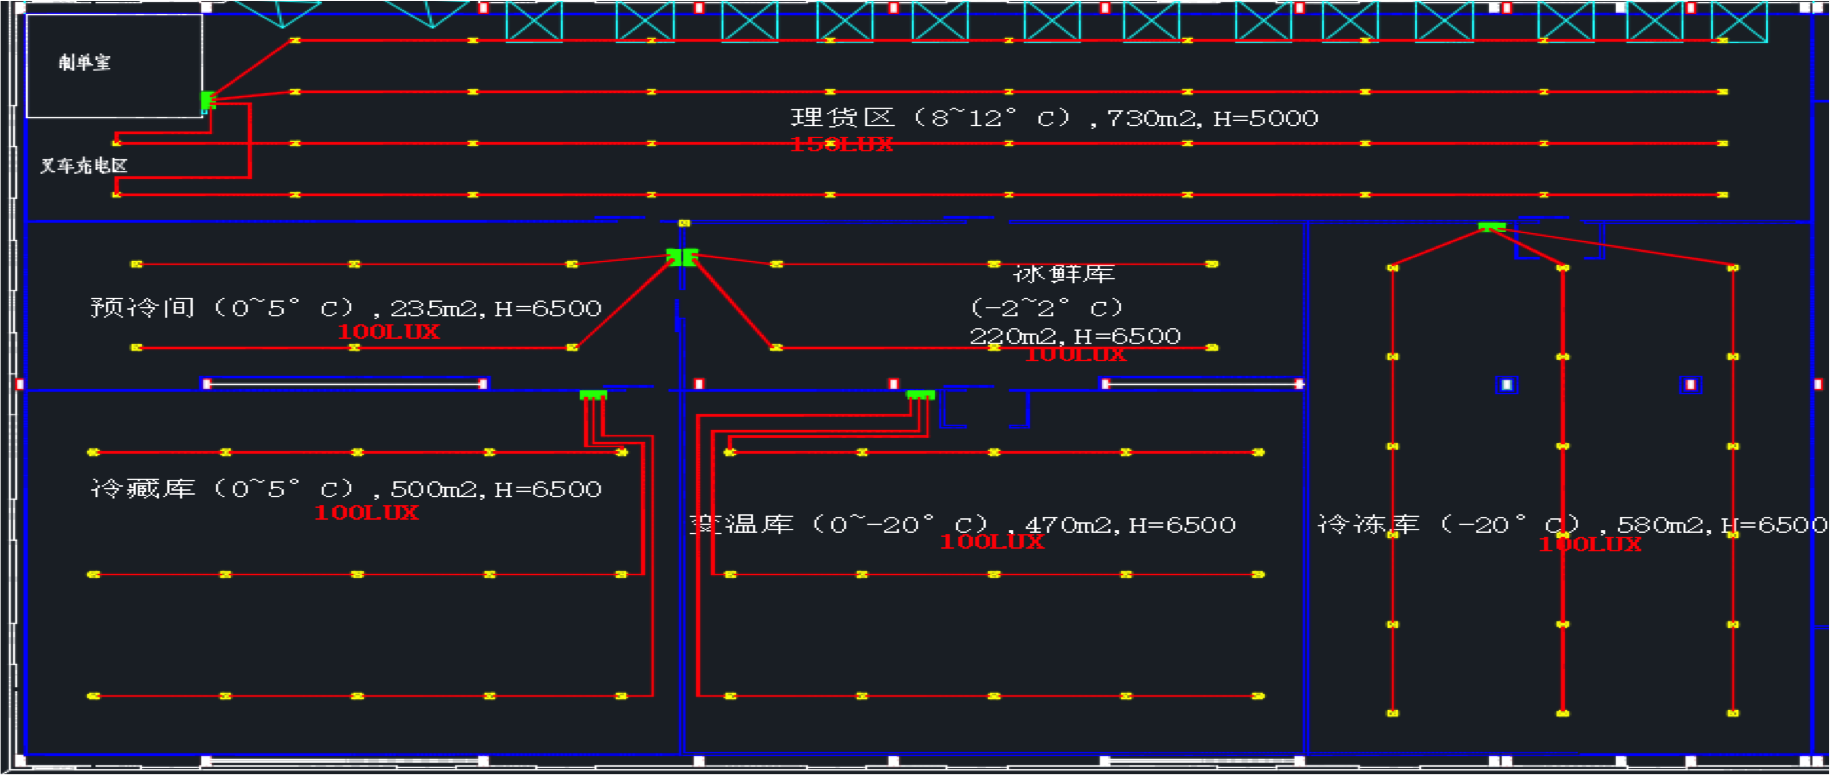 制单室
理货区（8~12°C）,730m2,H=5000
150LUX
叉车充电区
冰鲜库
(-2~2°C)
220m2,H=6500
100LUX
预冷间（0~5°C）,235m2,H=6500
100LUX
冷藏库（0~5°C）,500m2,H=6500
100LUX
变温库（0~-20°C）,470m2,H=6500
100LUX
冷冻车（-20°C）,580m2,H=6500
100LUX